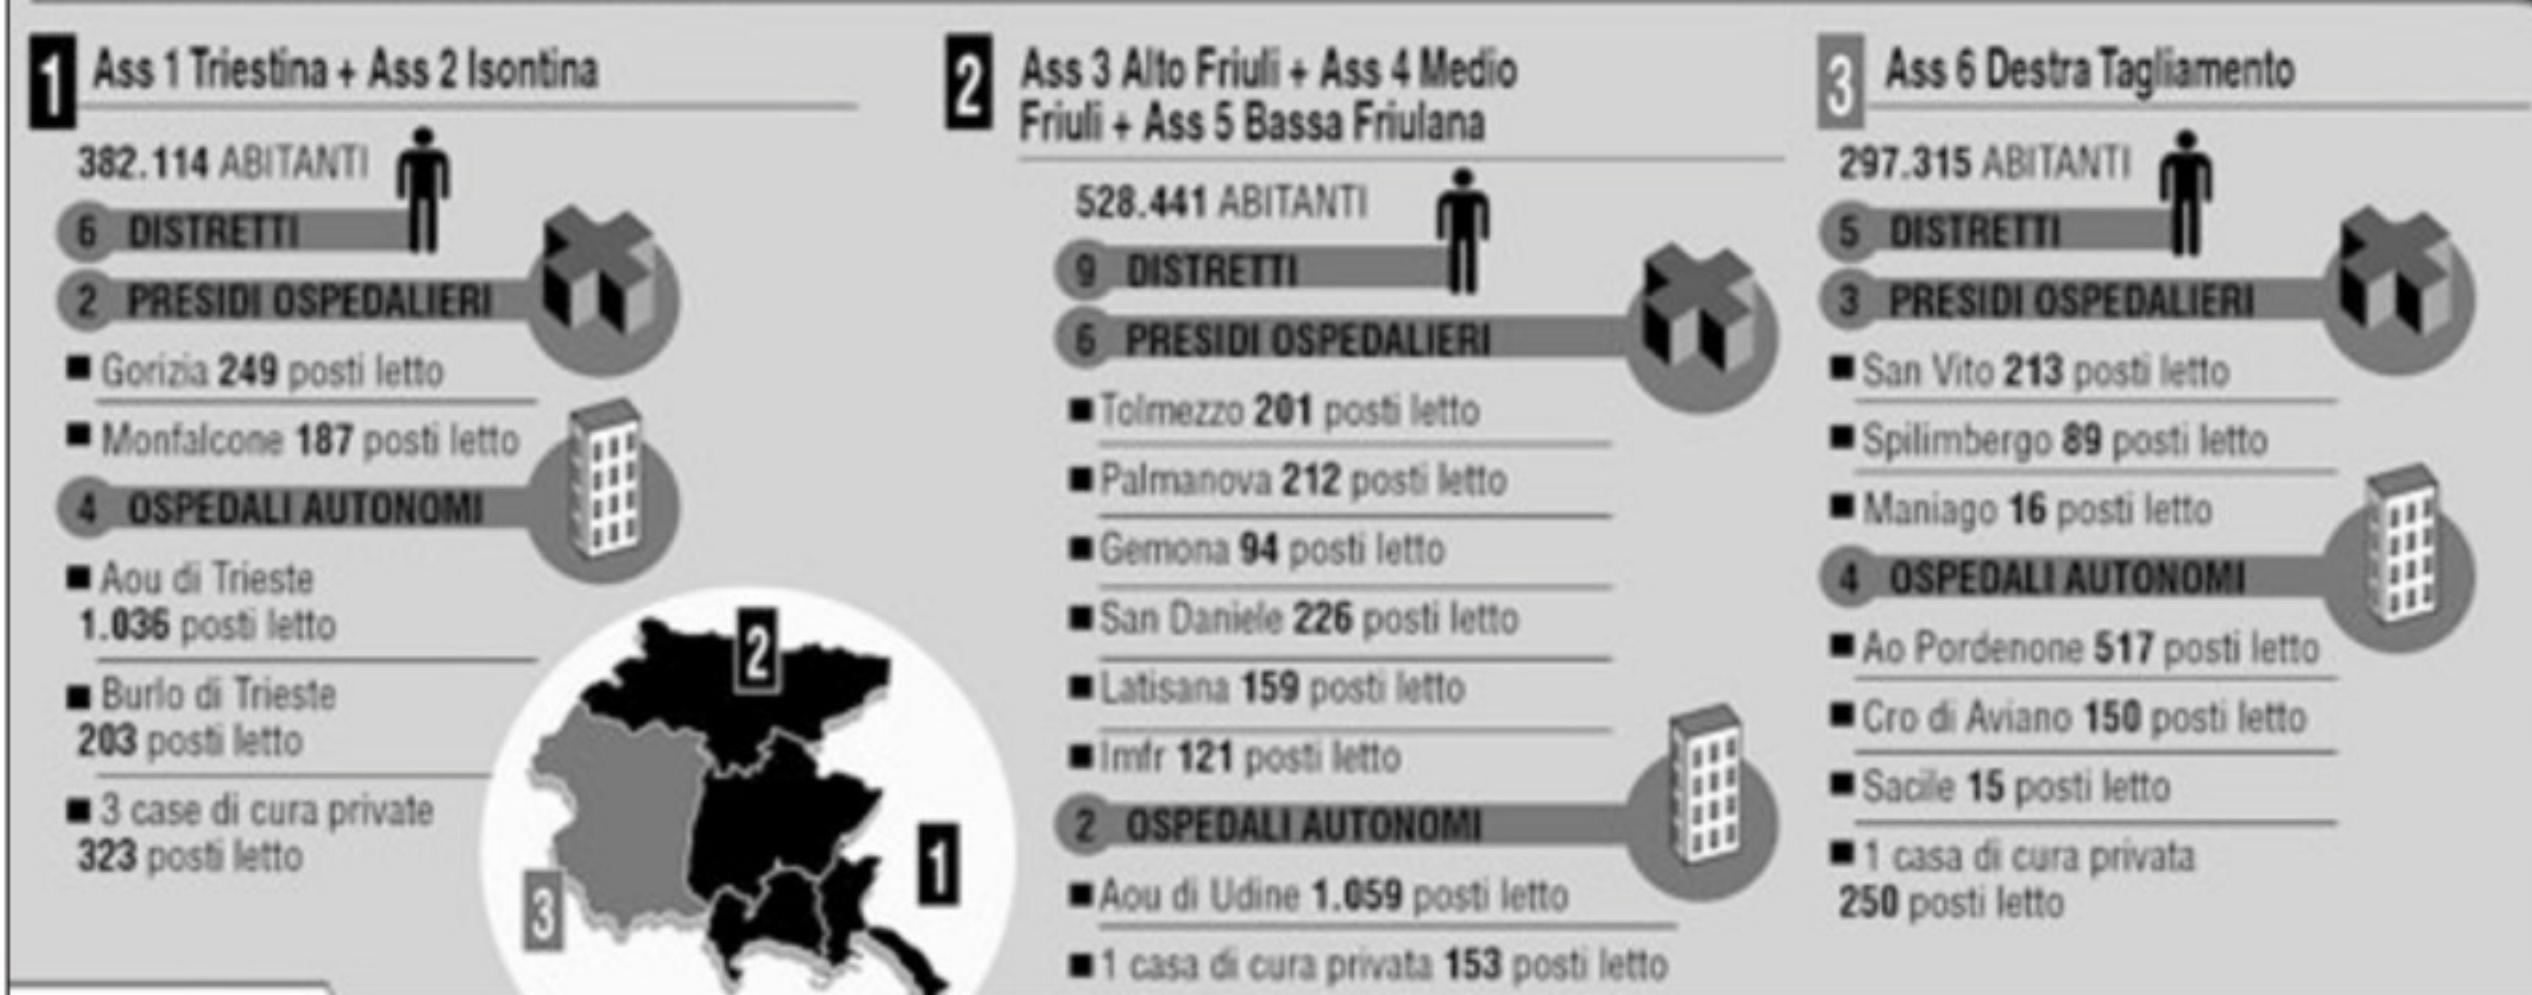 1
Ass 1 Triestina + Ass 2 Isontina
382.114 ABITANTI
6 DISTRETTI
2 PRESIDI OSPEDALIERI
Gorizia 249 posti letto
Monfalcone 187 posti letto
4 OSPEDALI AUTONOMI
Aou di Trieste
1.036 posti letto
Burlo di Trieste
203 posti letto
3 case di cura private
323 posti letto
2
1
3
2
Ass 3 Alto Friuli + Ass 4 Medio
Friuli + Ass 5 Bassa Friulana
528.441 ABITANTI
9 DISTRETTI
6 PRESIDI OSPEDALIERI
Tolmezzo 201 posti letto
Palmanova 212 posti letto
Gemona 94 posti letto
San Daniele 226 posti letto
Latisana 159 posti letto
Imfr 121 posti letto
2 OSPEDALI AUTONOMI
Aou di Udine 1.059 posti letto
1 casa di cura privata 153 posti letto
3
Ass 6 Destra Tagliamento
297.315 ABITANTI
5 DISTRETTI
3 PRESIDI OSPEDALIERI
San Vito 213 posti letto
Spilimbergo 89 posti letto
Maniago 16 posti letto
4 OSPEDALI AUTONOMI
Ao Pordenone 517 posti letto
Cro di Aviano 150 posti letto
Sacile 15 posti letto
1 casa di cura privata
250 posti letto